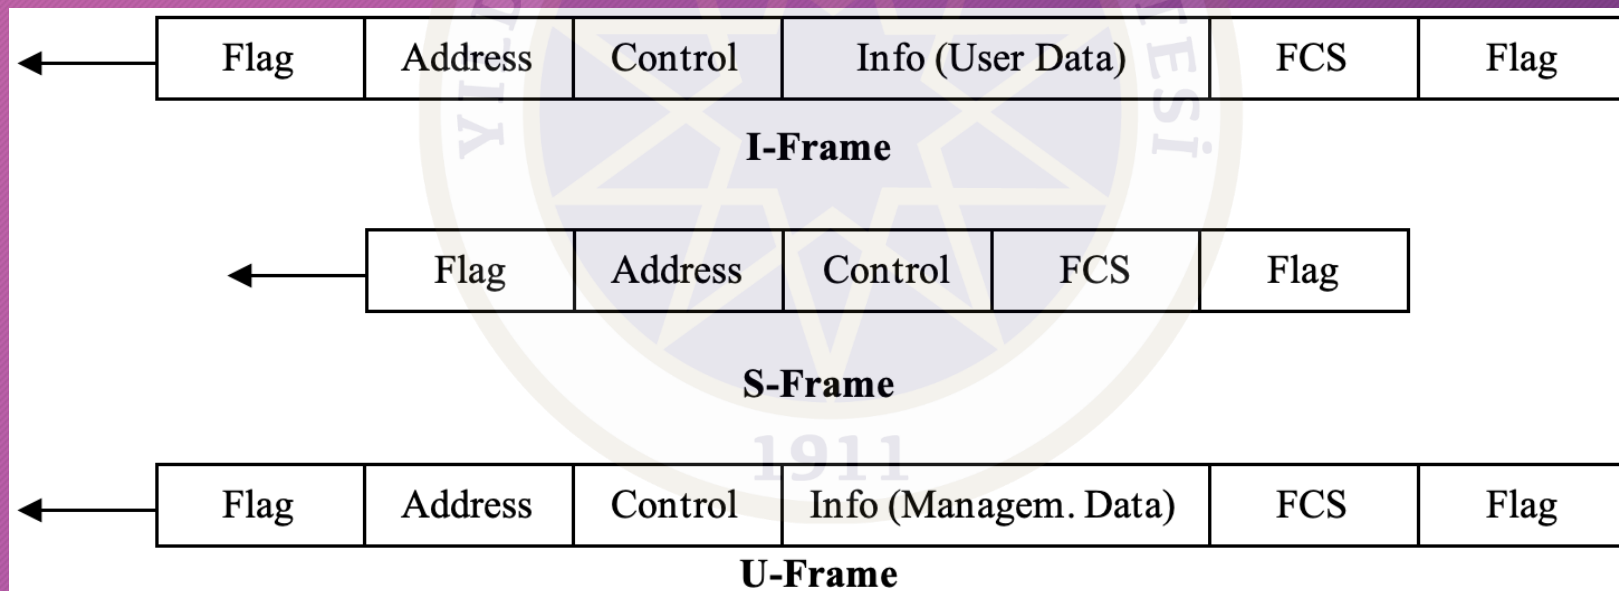 Flag Address Control Info (User Data) FCS Flag
I-Frame
Flag Address Control FCS Flag
S-Frame
1911
Flag Address Control Info (Managem. Data) FCS Flag
U-Frame